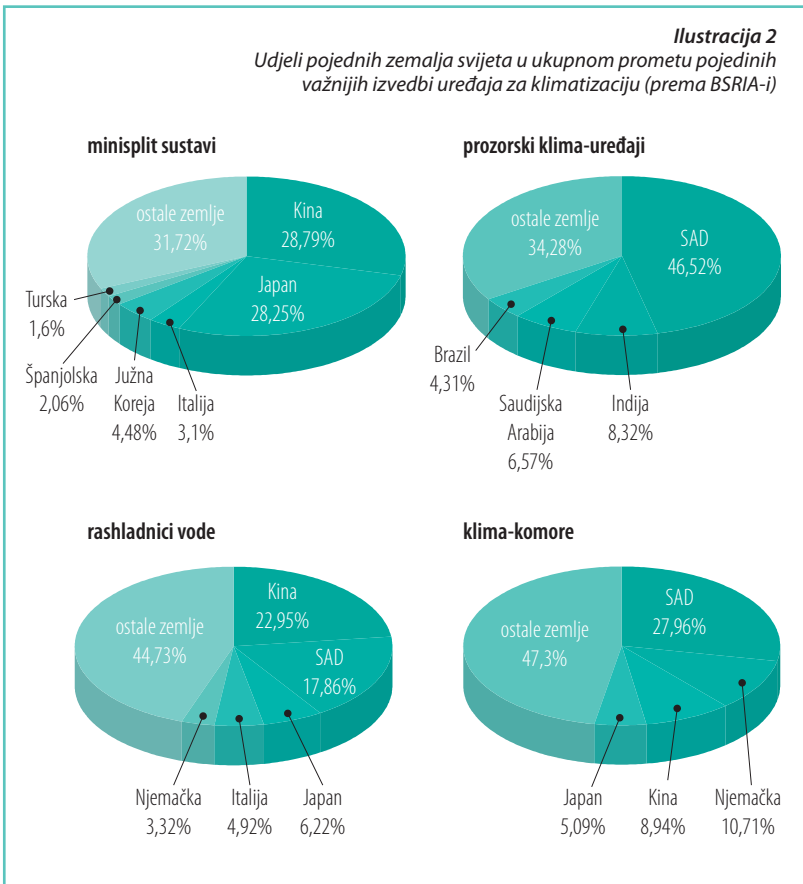 Ilustracija 2
Udjeli pojednih zemalja svijeta u ukupnom prometu pojedinih
važnijih izvedbi uređaja za klimatizaciju (prema BSRIA-i)
minisplit sustavi
ostale zemlje
31,72%
Kina
28,79%
Japan
28,25%
Turska
1,6%
Španjolska
2,06%
Južna
Koreja
4,48%
Italija
3,1%
prozorski klima-uređaji
ostale zemlje
34,28%
SAD
46,52%
Brazil
4,31%
Saudijska
Arabija
6,57%
Indija
8,32%
rashladnici vode
ostale zemlje
44,73%
Kina
22,95%
SAD
17,86%
Njemačka
3,32%
Italija
4,92%
Japan
6,22%
klima-komore
ostale zemlje
47,3%
SAD
27,96%
Japan
5,09%
Kina
8,94%
Njemačka
10,71%